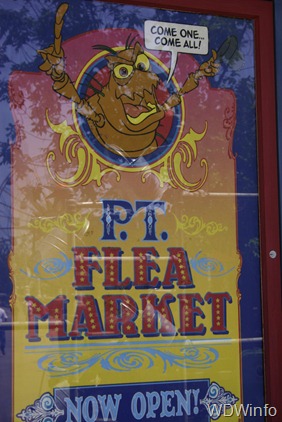 COME ONE...
COME ALL!
P.T.
FLEA
MARKET
NOW OPEN!
WDWinfo